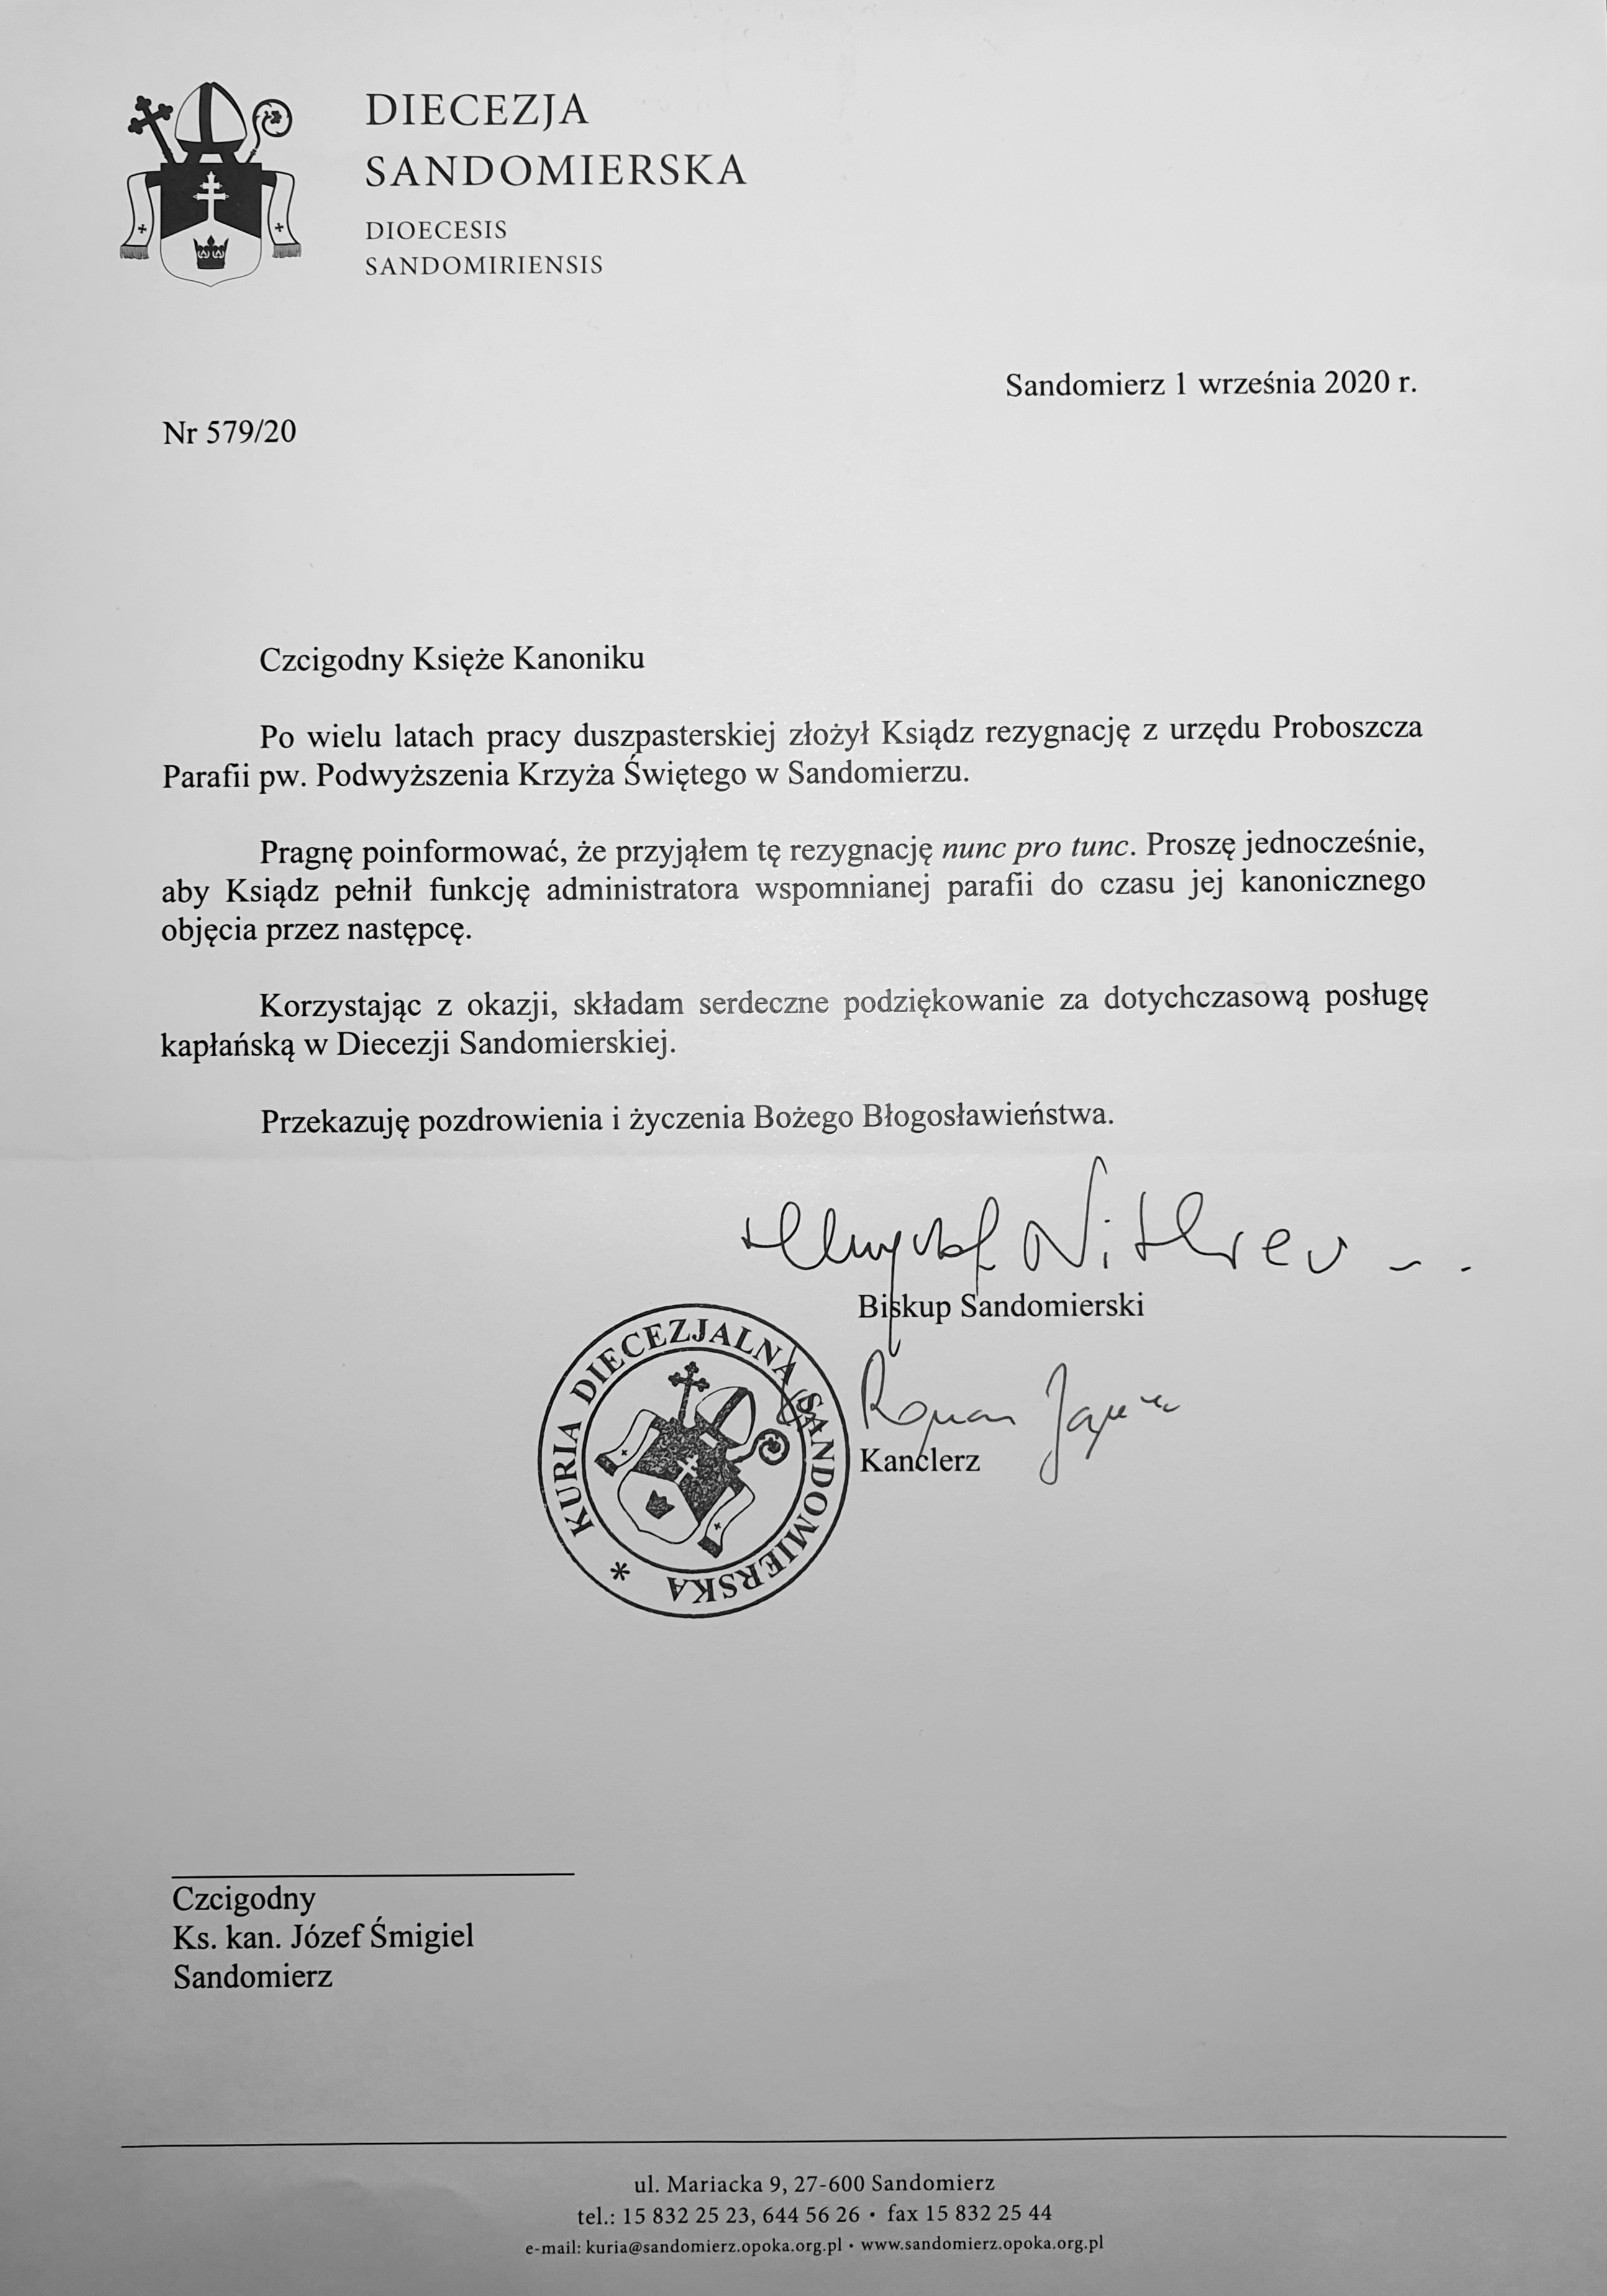 DIECEZJA
SANDOMIERSKA
DIOECESIS
SANDOMIRIENSIS
Sandomierz 1 września 2020 r.
Nr 579/20
Czcigodny Księże Kanoniku
Po wielu latach pracy duszpasterskiej złożył Ksiądz rezygnację z urzędu Proboszcza
Parafii pw. Podwyższenia Krzyża Świętego w Sandomierzu.
Pragnę poinformować, że przyjąłem tę rezygnację nunc pro tunc. Proszę jednocześnie,
aby Ksiądz pełnił funkcję administratora wspomnianej parafii do czasu jej kanonicznego
objęcia przez następcę.
Korzystając z okazji, składam serdeczne podziękowanie za dotychczasową posługę
kapłańską w Diecezji Sandomierskiej.
Przekazuję pozdrowienia i życzenia Bożego Błogosławieństwa.
Biskup Sandomierski
Roman
Kanclerz
KURIA DIECEZJALNA SANDOMIERSKA *
Czcigodny
Ks. kan. Józef Śmigiel
Sandomierz
ul. Mariacka 9, 27-600 Sandomierz
tel.: 15 832 25 23, 644 56 26 • fax 15 832 25 44
e-mail: kuria@sandomierz.opoka.org.pl • www.sandomierz.opoka.org.pl